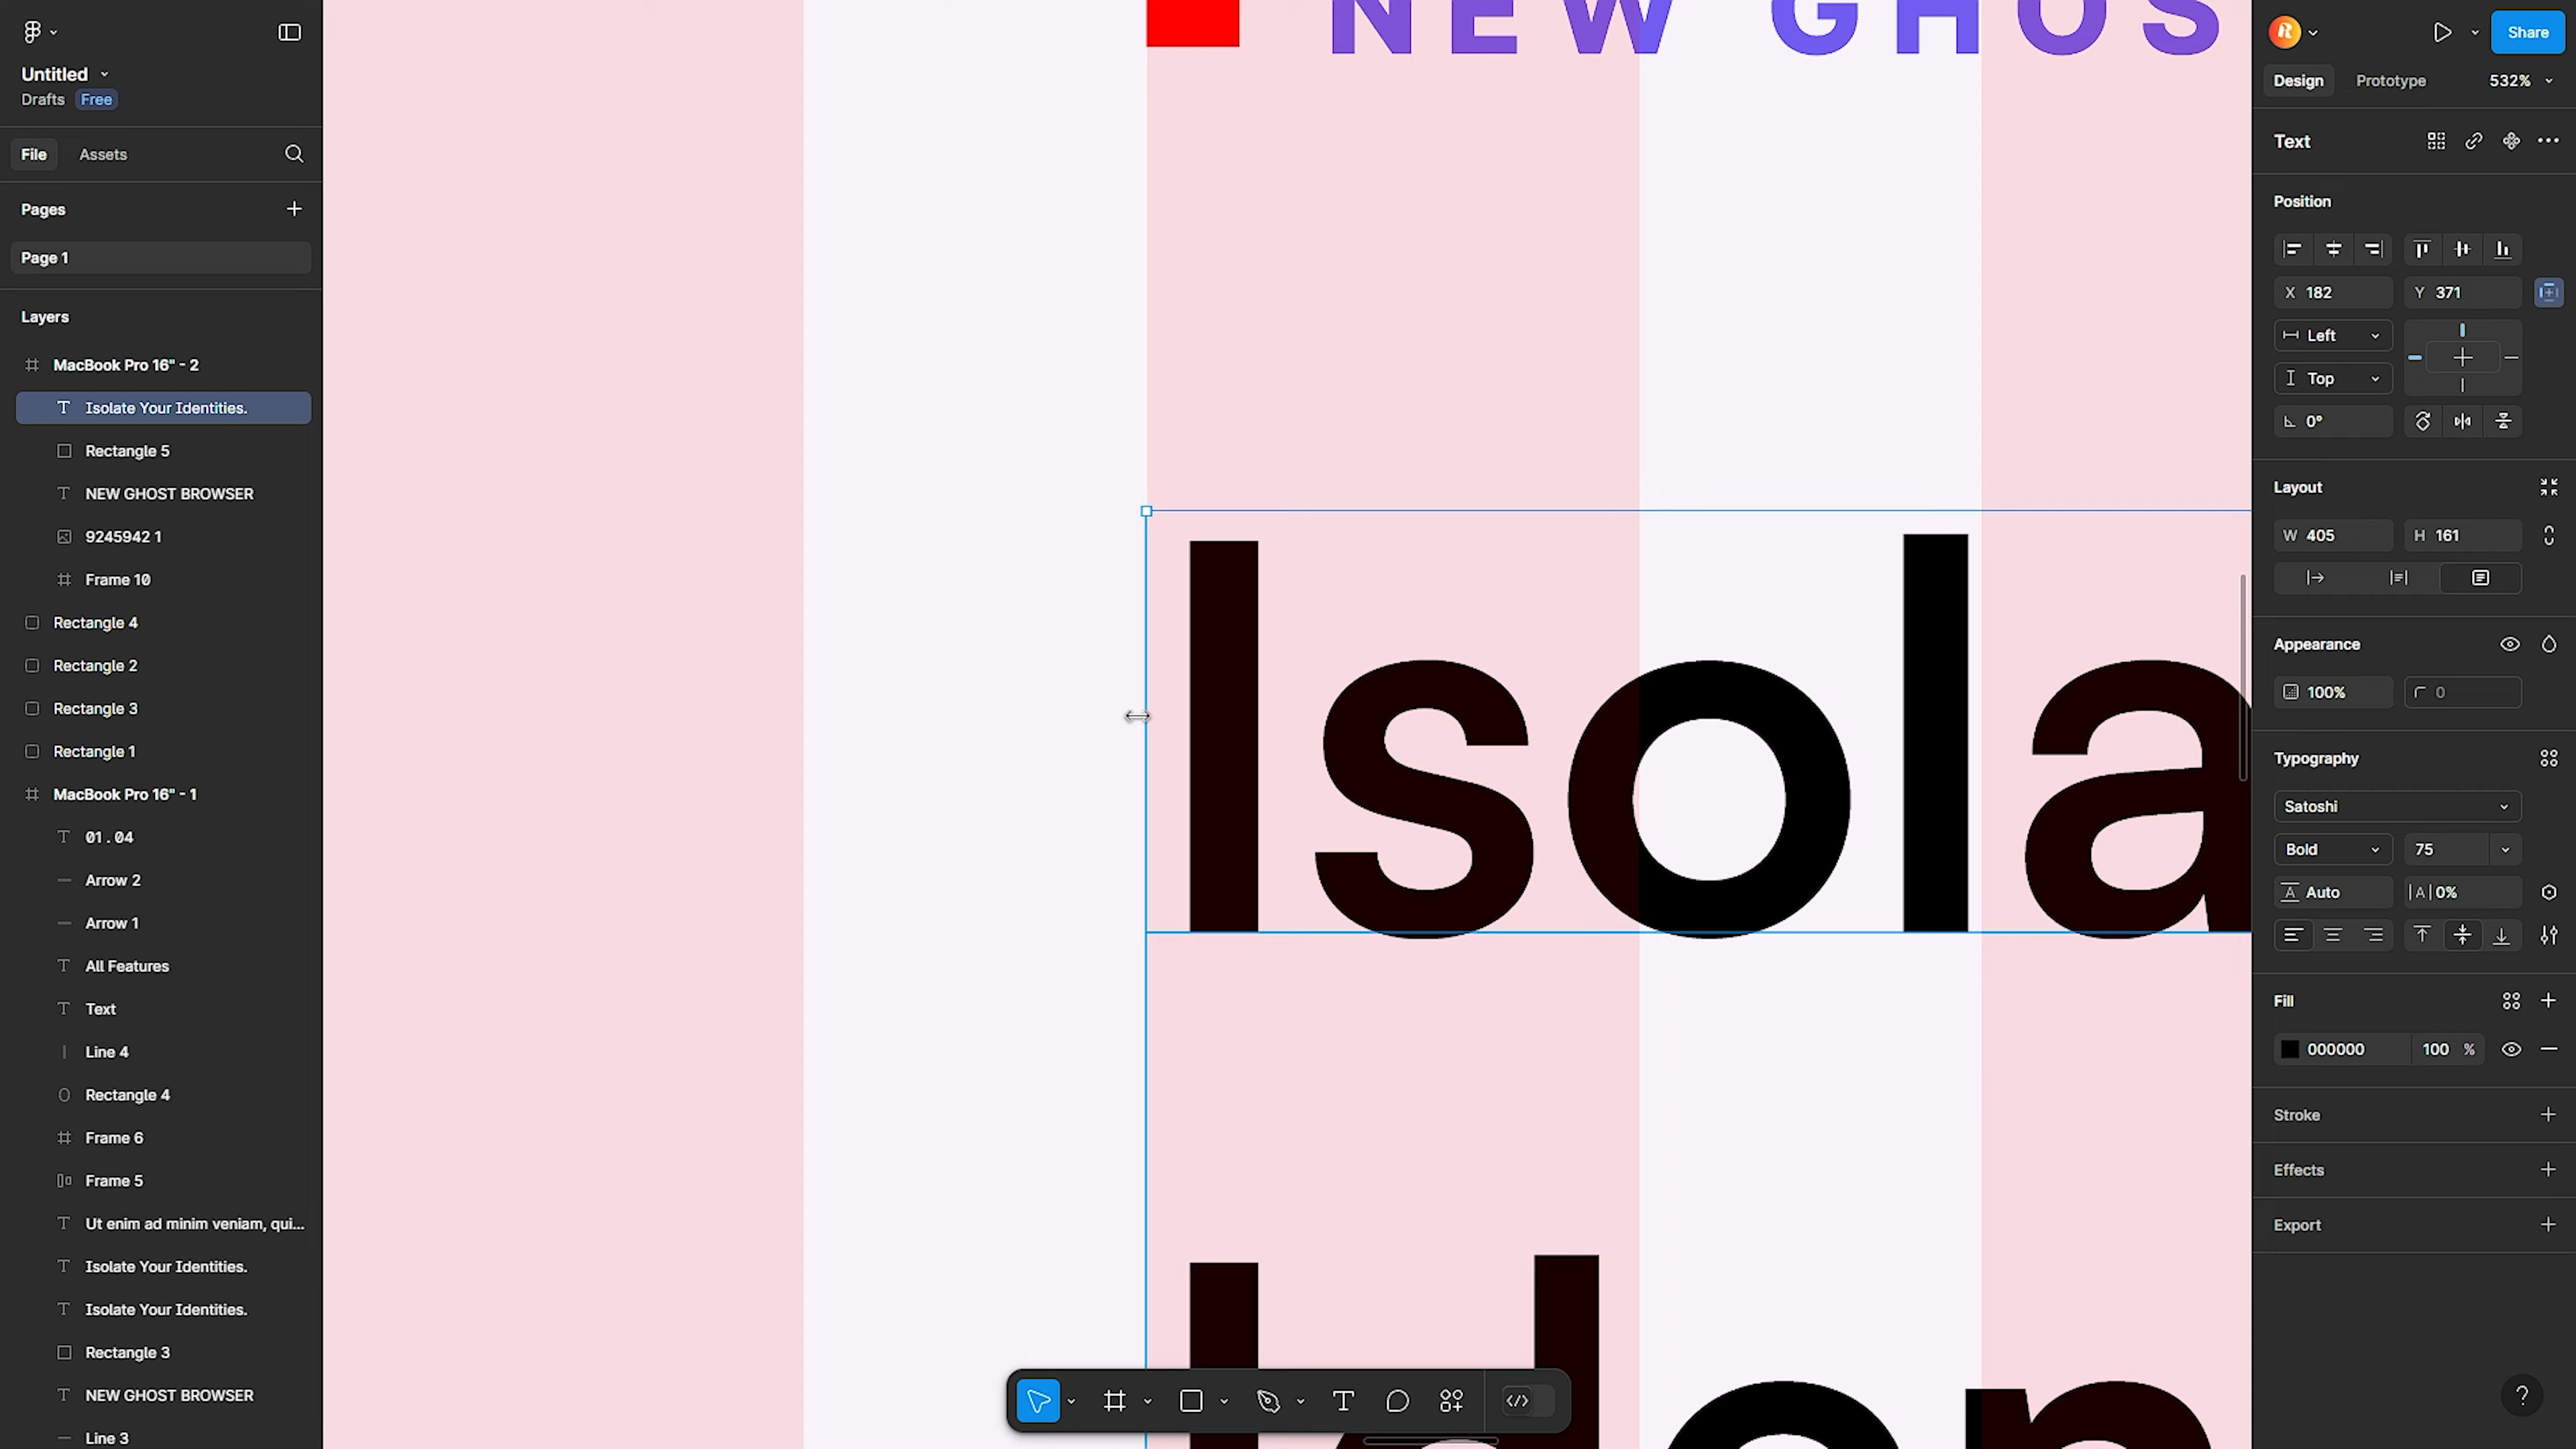 Untitled
Drafts Free
File Assets
Pages
Page 1
Layers
MacBook Pro 16" - 2
Isolate Your Identities.
Rectangle 5
NEW GHOST BROWSER
9245942 1
Frame 10
Rectangle 4
Rectangle 2
Rectangle 3
Rectangle 1
MacBook Pro 16" - 1
01 . 04
Arrow 2
Arrow 1
All Features
Text
Line 4
Rectangle 4
Frame 6
Frame 5
Ut enim ad minim veniam, qui...
Isolate Your Identities.
Isolate Your Identities.
Rectangle 3
NEW GHOST BROWSER
Line 3
NEW GHOS
Isola
Share
Design Prototype 532%
Text
Position
X 182 Y 371
Left
Top
0°
Layout
W 405 H 161
Appearance
100% 0
Typography
Satoshi
Bold 75
Auto 0%
Fill
000000 100 %
Stroke
Effects
Export
?